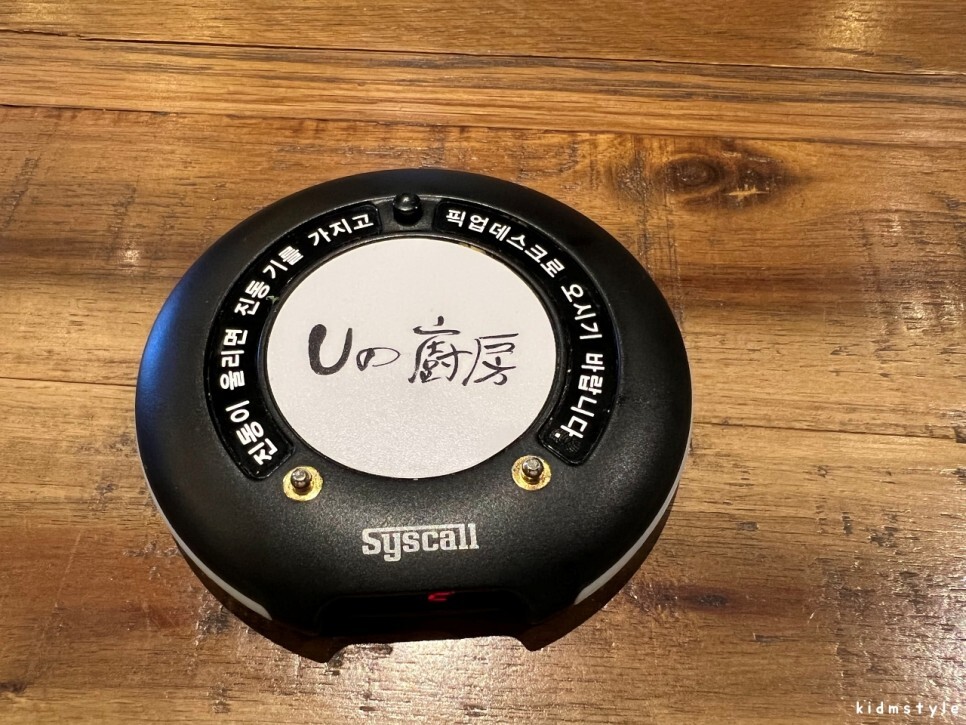 진동이 울리면 진동기를 가지고
픽업데스크로 오시기 바랍니다.
Uの厨房
Syscall
kidmstyle